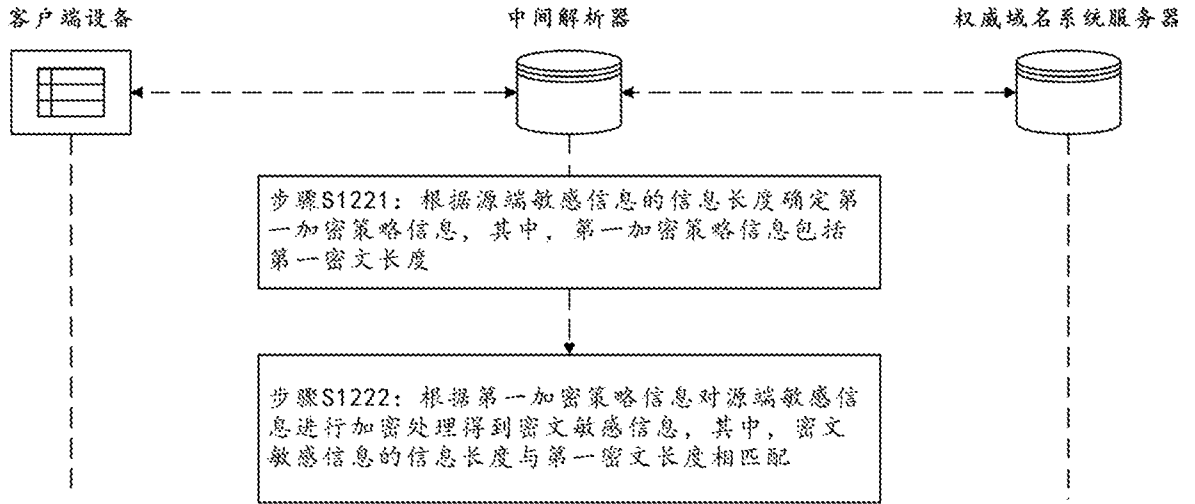 客户端设备
中间解析器
权威域名系统服务器
步骤S1221：根据源端敏感信息的信息长度确定第
一加密策略信息，其中，第一加密策略信息包括
第一密文长度
步骤S1222：根据第一加密策略信息对源端敏感信
息进行加密处理得到密文敏感信息，其中，密文
敏感信息的信息长度与第一密文长度相匹配